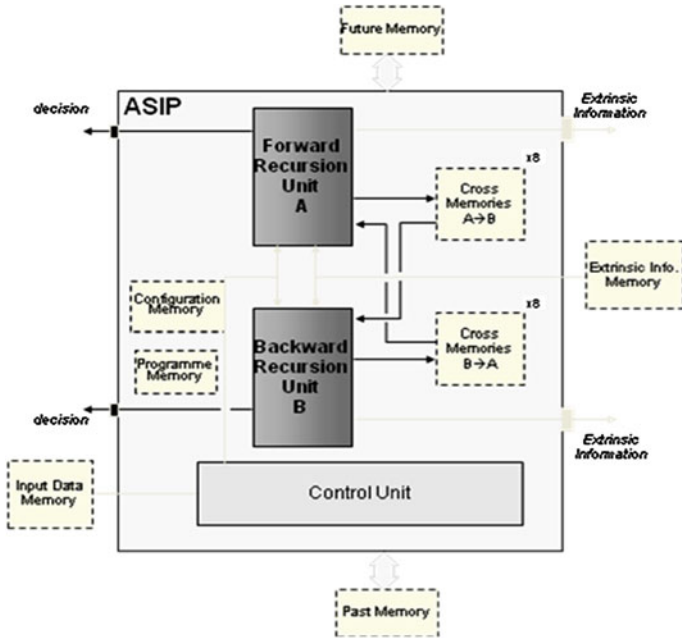 Future Memory
decision
ASIP
Extrinsic
Information
Forward
Recursion
Unit
A
x8
Cross
Memories
A→B
Extrinsic Info.
Memory
Configuration
Memory
x8
Cross
Memories
B→A
Programme
Memory
Backward
Recursion
Unit
B
decision
Extrinsic
Information
Input Data
Memory
Control Unit
Past Memory